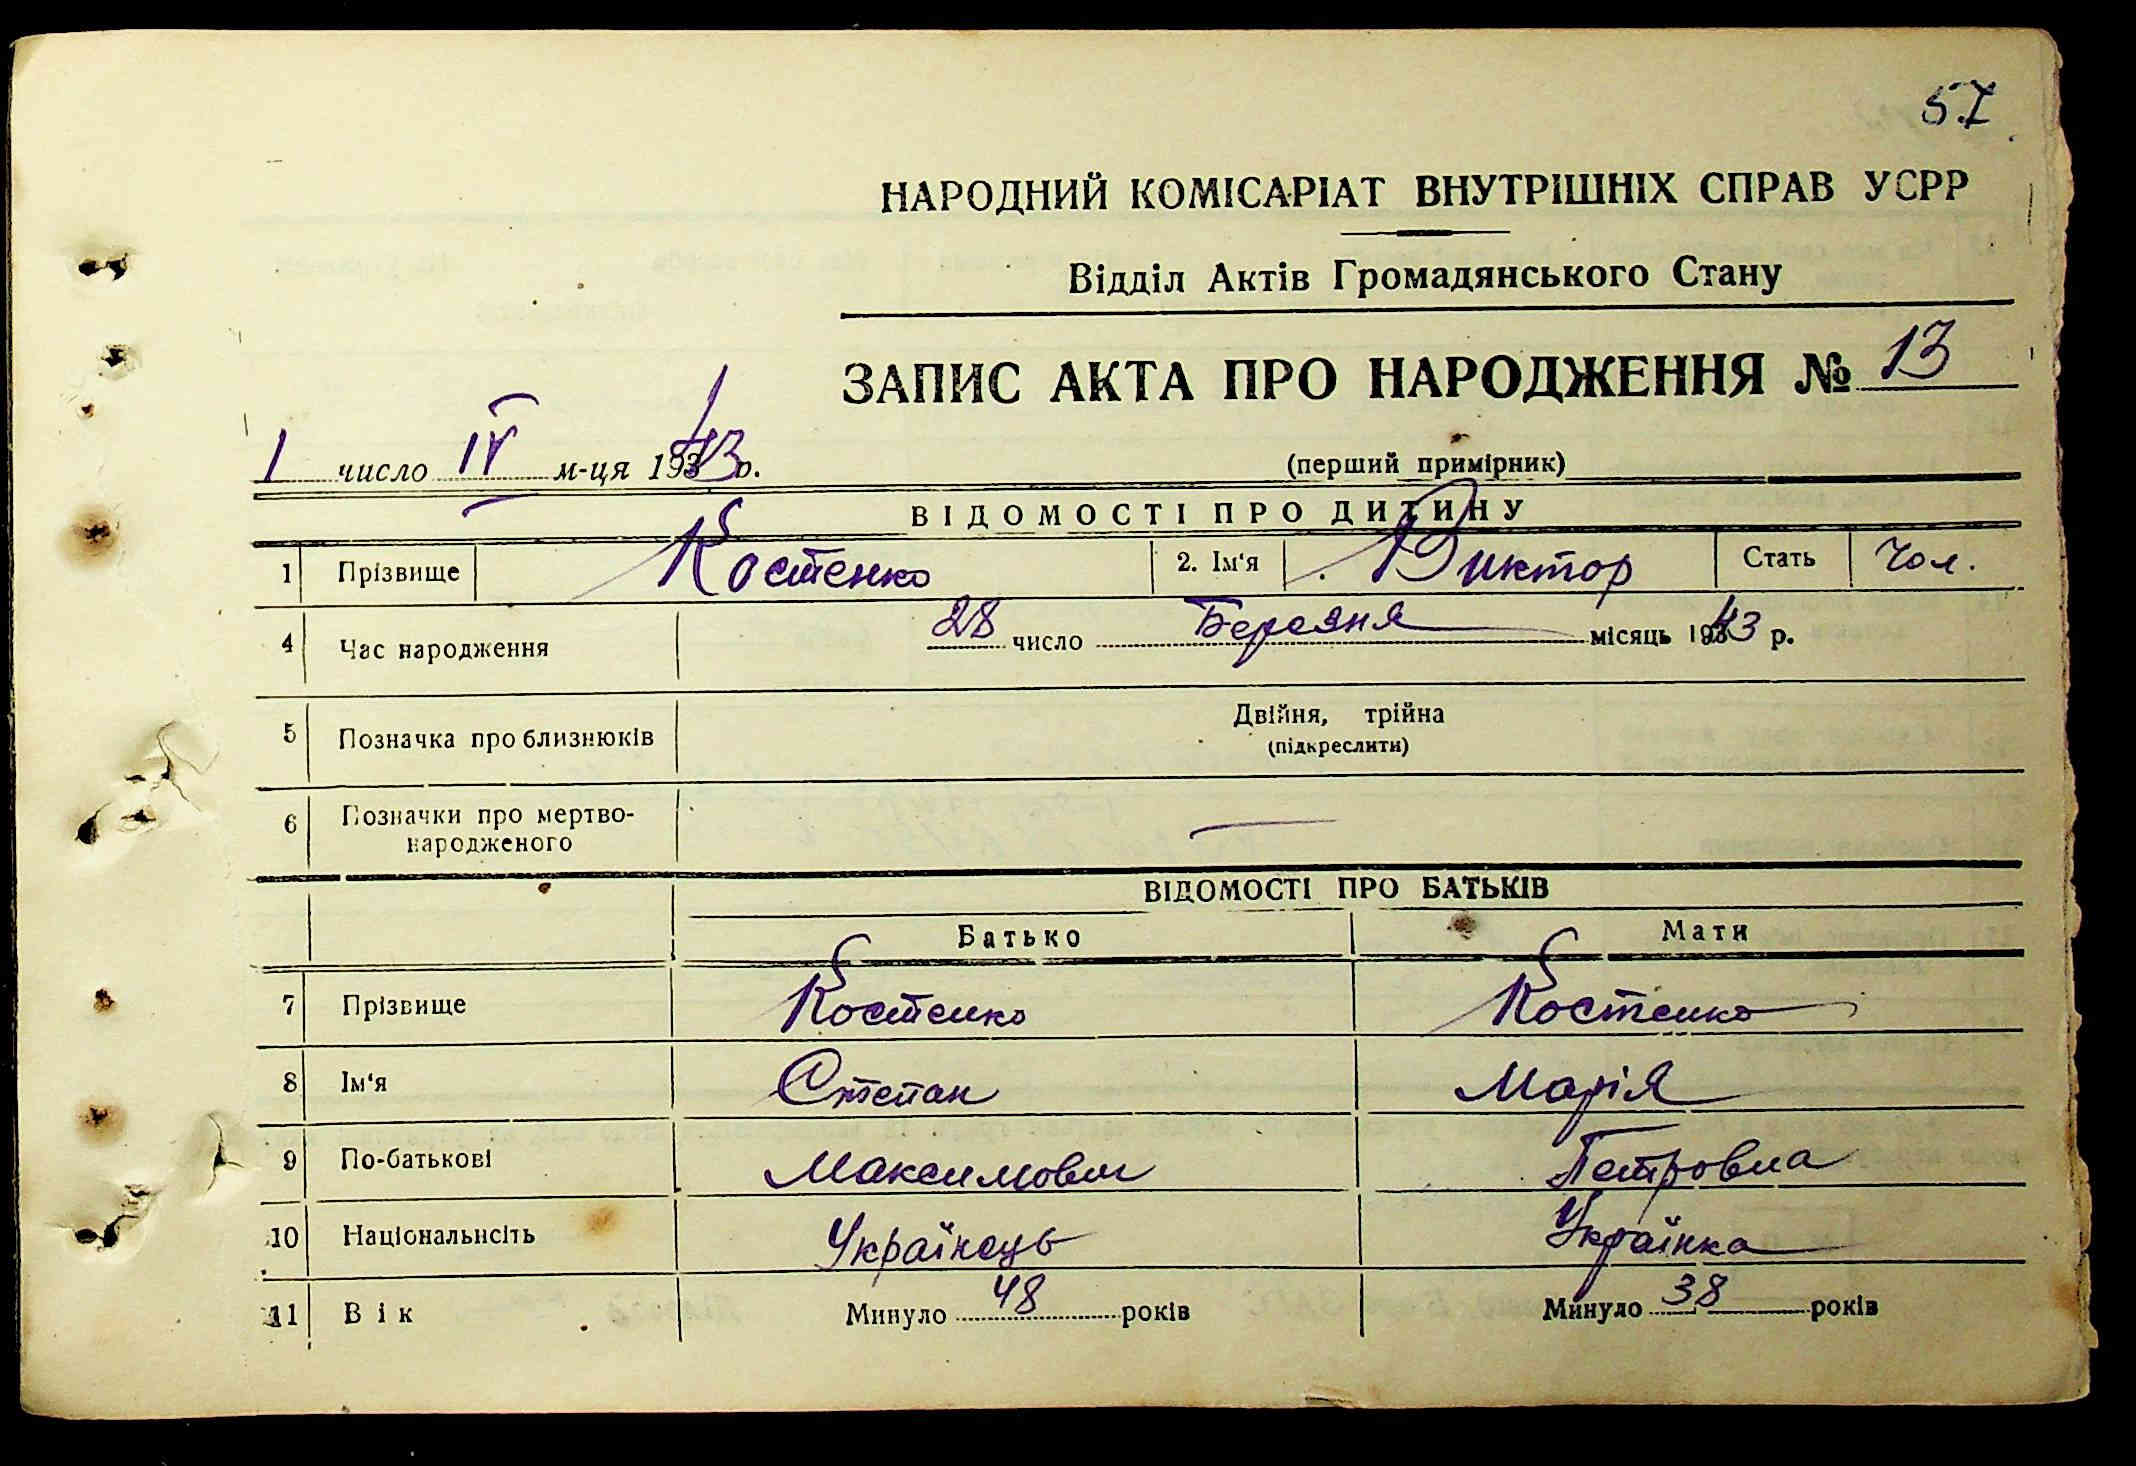 57
НАРОДНИЙ КОМІСАРІАТ ВНУТРІШНІХ СПРАВ УСРР
Відділ Актів Громадянського Стану
ЗАПИС АКТА ПРО НАРОДЖЕННЯ № 13
1 число IV м-ця 1943 р.
(перший примірник)
ВІДОМОСТІ ПРО ДИТИНУ
1 Прізвище Костенко 2. Ім'я Виктор Стать Чол.
4 Час народження 28 число Березня місяць 1943 р.
5 Позначка про близнюків Двійня, трійна
(підкреслити)
6 Позначки про мертво-
народженого —
ВІДОМОСТІ ПРО БАТЬКІВ
Батько Мати
7 Прізвище Костенко Костенко
8 Ім'я Степан Марія
9 По-батькові Максимович Петровна
10 Національнсіть Українець Українка
11 Вік Минуло 48 років Минуло 38 років